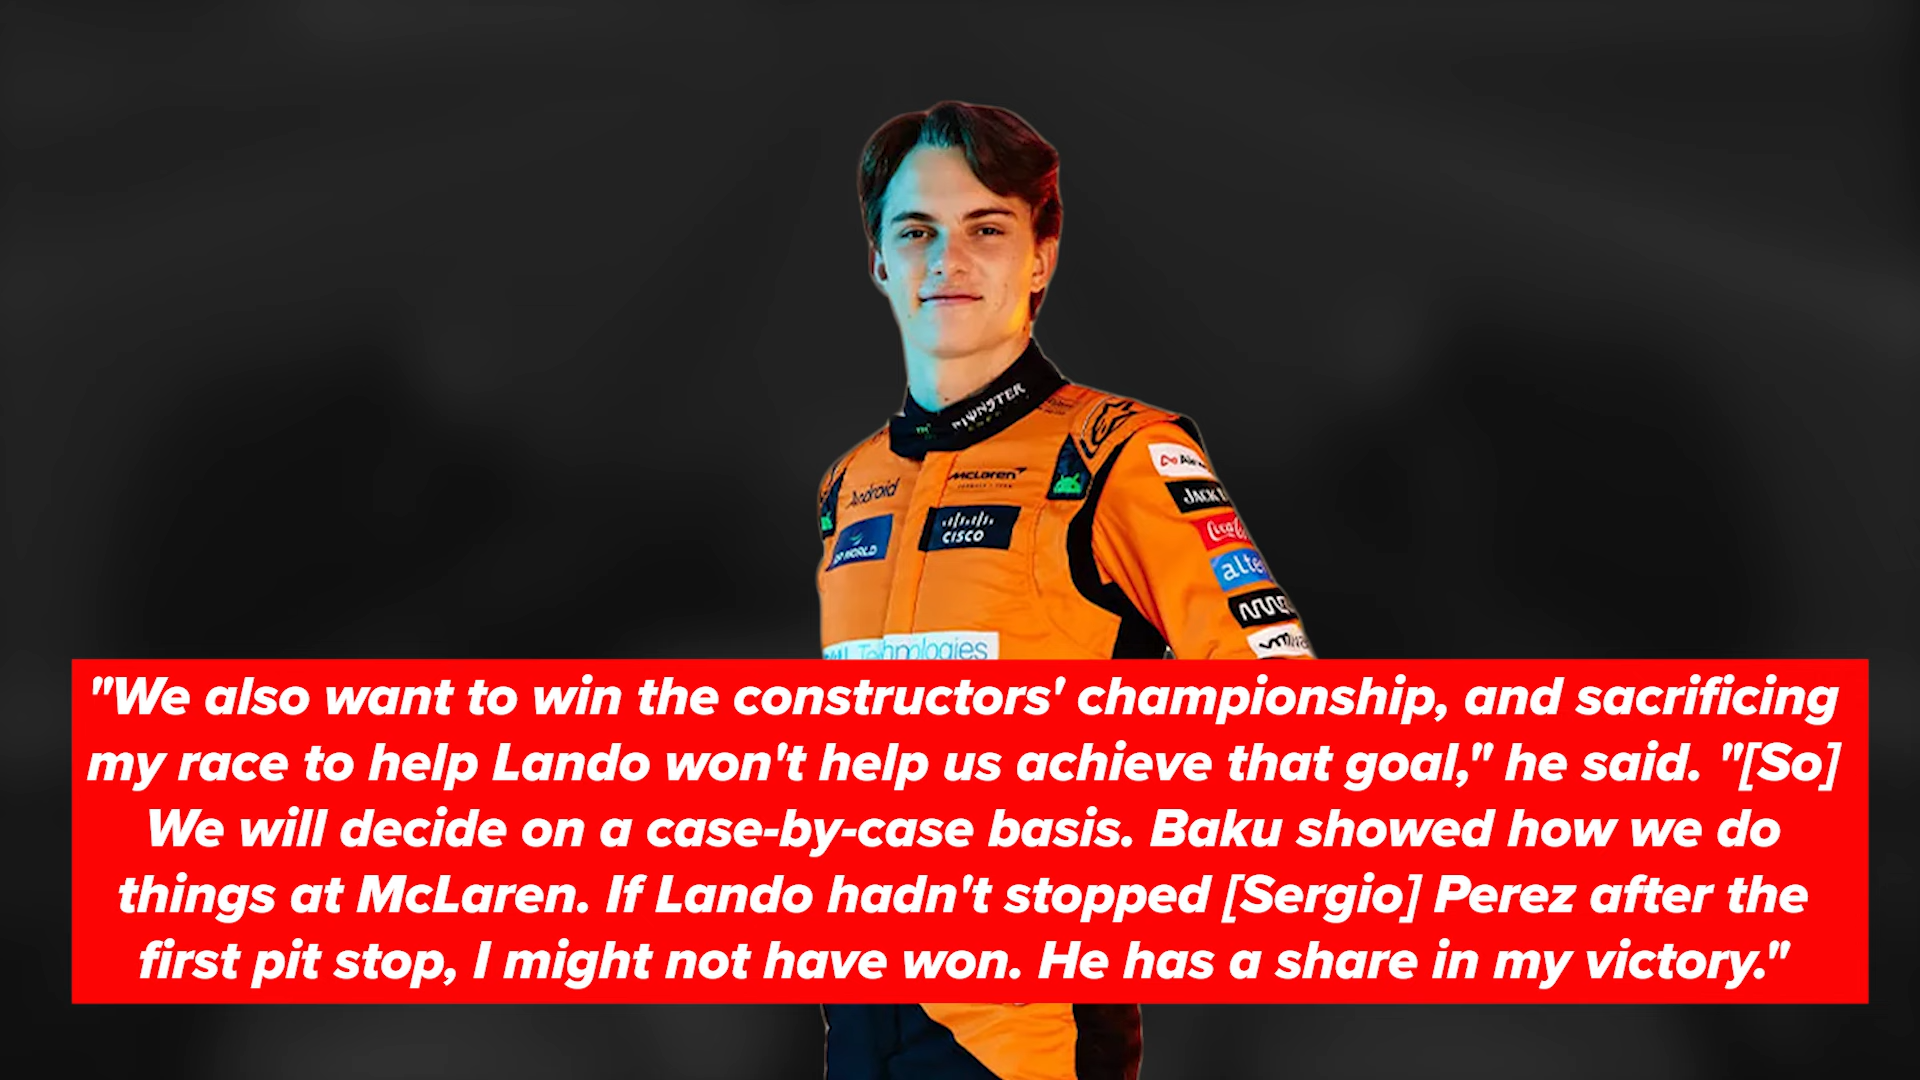 MONSTER
Android
McLaren
CISCO
WORLD
JACK
Technologies
"We also want to win the constructors' championship, and sacrificing
my race to help Lando won't help us achieve that goal," he said. "[So]
We will decide on a case-by-case basis. Baku showed how we do
things at McLaren. If Lando hadn't stopped [Sergio] Perez after the
first pit stop, I might not have won. He has a share in my victory."